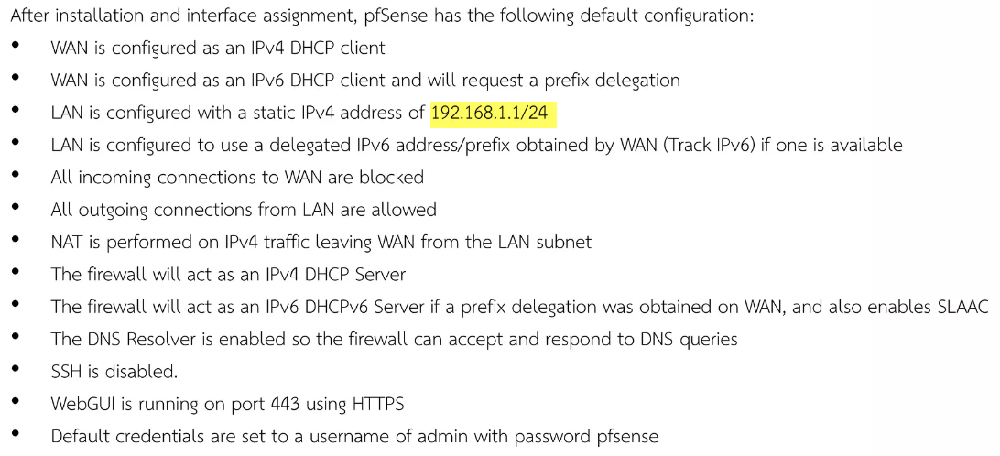 After installation and interface assignment, pfSense has the following default configuration:
• WAN is configured as an IPv4 DHCP client
• WAN is configured as an IPv6 DHCP client and will request a prefix delegation
• LAN is configured with a static IPv4 address of 192.168.1.1/24
• LAN is configured to use a delegated IPv6 address/prefix obtained by WAN (Track IPv6) if one is available
• All incoming connections to WAN are blocked
• All outgoing connections from LAN are allowed
• NAT is performed on IPv4 traffic leaving WAN from the LAN subnet
• The firewall will act as an IPv4 DHCP Server
• The firewall will act as an IPv6 DHCPv6 Server if a prefix delegation was obtained on WAN, and also enables SLAAC
• The DNS Resolver is enabled so the firewall can accept and respond to DNS queries
• SSH is disabled.
• WebGUI is running on port 443 using HTTPS
• Default credentials are set to a username of admin with password pfsense